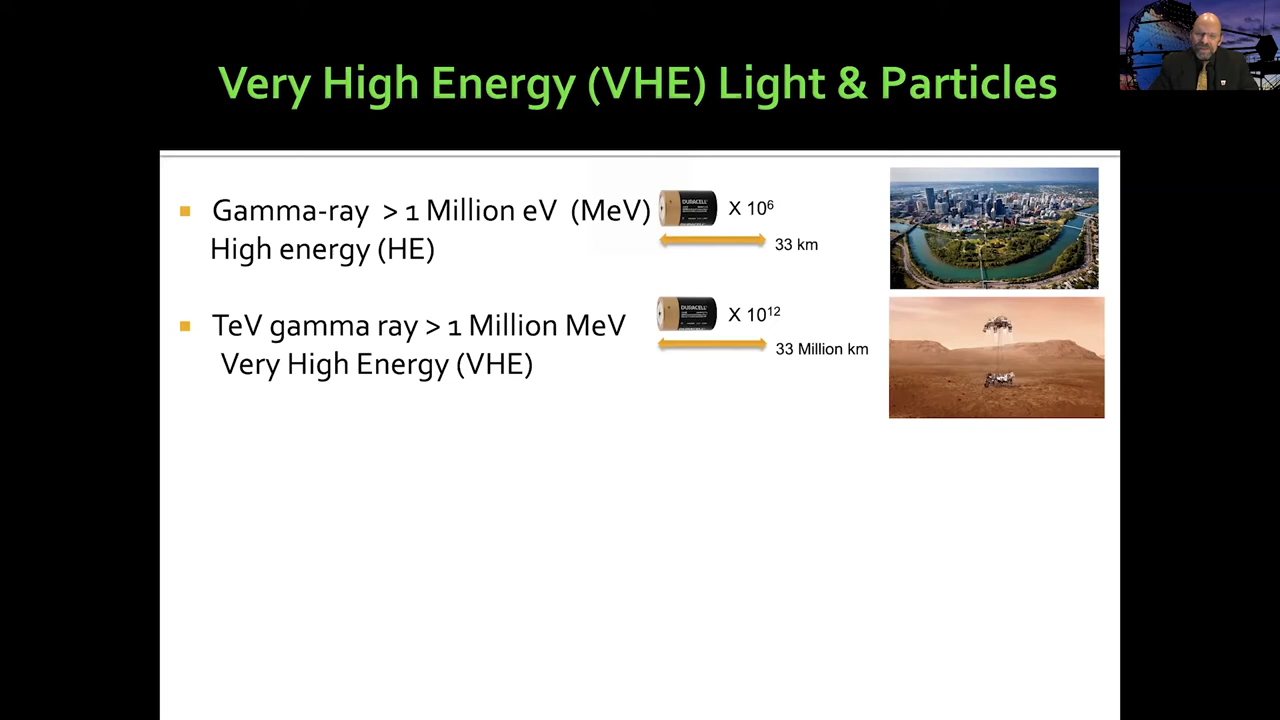 Very High Energy (VHE) Light & Particles
Gamma-ray > 1 Million eV (MeV)
High energy (HE)
DURACELL
X 10⁶
33 km
TeV gamma ray > 1 Million MeV
Very High Energy (VHE)
DURACELL
X 10¹²
33 Million km